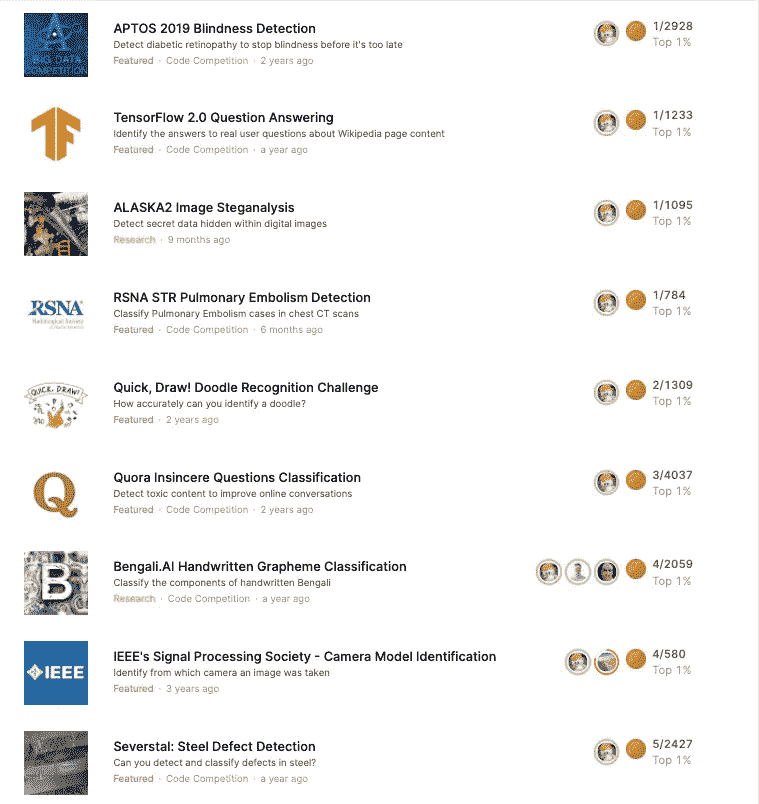 BIG DATA
COMPETITION
APTOS 2019 Blindness Detection
Detect diabetic retinopathy to stop blindness before it's too late
Featured · Code Competition · 2 years ago
1/2928
Top 1%
TF
TensorFlow 2.0 Question Answering
Identify the answers to real user questions about Wikipedia page content
Featured · Code Competition · a year ago
1/1233
Top 1%
ALASKA2 Image Steganalysis
Detect secret data hidden within digital images
Research · 9 months ago
1/1095
Top 1%
RSNA
RSNA STR Pulmonary Embolism Detection
Classify Pulmonary Embolism cases in chest CT scans
Featured · Code Competition · 6 months ago
1/784
Top 1%
QUICK, DRAW!
Quick, Draw! Doodle Recognition Challenge
How accurately can you identify a doodle?
Featured · 2 years ago
2/1309
Top 1%
Q
Quora Insincere Questions Classification
Detect toxic content to improve online conversations
Featured · Code Competition · 2 years ago
3/4037
Top 1%
B
Bengali.AI Handwritten Grapheme Classification
Classify the components of handwritten Bengali
Research · Code Competition · a year ago
4/2059
Top 1%
IEEE
IEEE's Signal Processing Society - Camera Model Identification
Identify from which camera an image was taken
Featured · 3 years ago
4/580
Top 1%
Severstal: Steel Defect Detection
Can you detect and classify defects in steel?
Featured · Code Competition · a year ago
5/2427
Top 1%